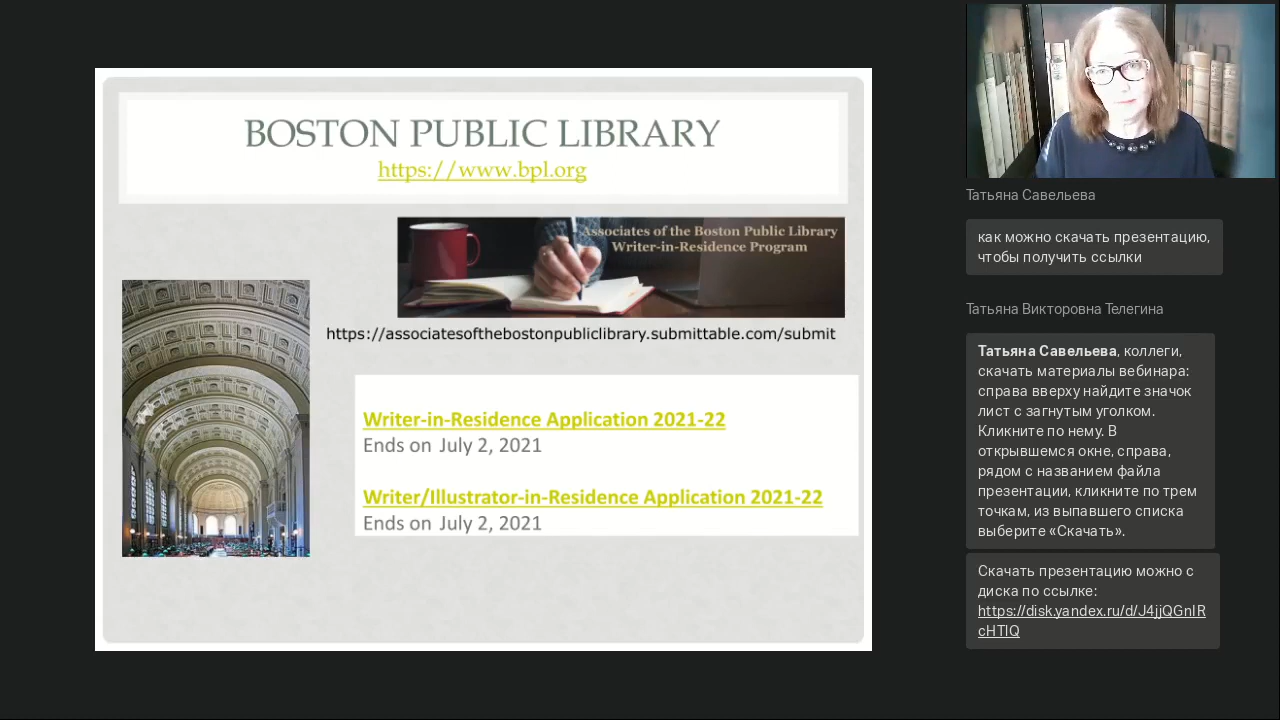 BOSTON PUBLIC LIBRARY
https://www.bpl.org
Associates of the Boston Public Library
Writer-in-Residence Program
https://associatesofthebostonpubliclibrary.submittable.com/submit
Writer-in-Residence Application 2021-22
Ends on July 2, 2021
Writer/Illustrator-in-Residence Application 2021-22
Ends on July 2, 2021
Татьяна Савельева
как можно скачать презентацию,
чтобы получить ссылки
Татьяна Викторовна Телегина
Татьяна Савельева, коллеги,
скачать материалы вебинара:
справа вверху найдите значок
лист с загнутым уголком.
Кликните по нему. В
открывшемся окне, справа,
рядом с названием файла
презентации, кликните по трем
точкам, из выпавшего списка
выберите «Скачать».
Скачать презентацию можно с
диска по ссылке:
https://disk.yandex.ru/d/J4jjQGnIR
cHTlQ